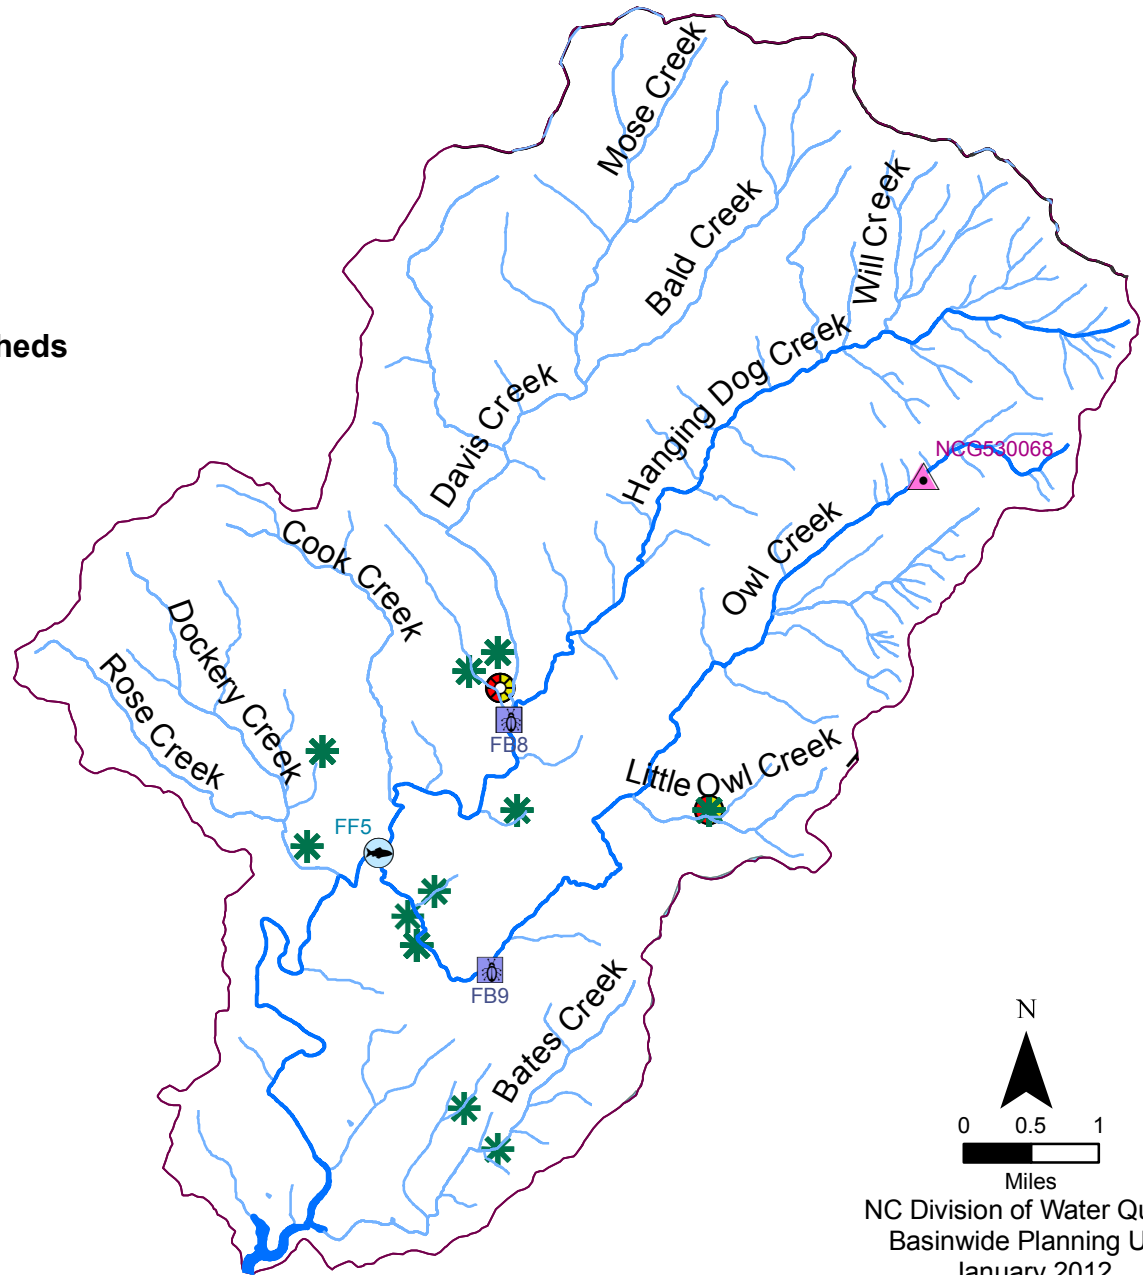 Mose Creek
Bald Creek
Will Creek
heds
Hanging Dog Creek
Davis Creek
NCG530068
Cook Creek
Owl Creek
Dockery Creek
Rose Creek
FB8
Little Owl Creek
FF5
FB9
Bates Creek
N
0 0.5 1
Miles
NC Division of Water Qu
Basinwide Planning U
January 2012